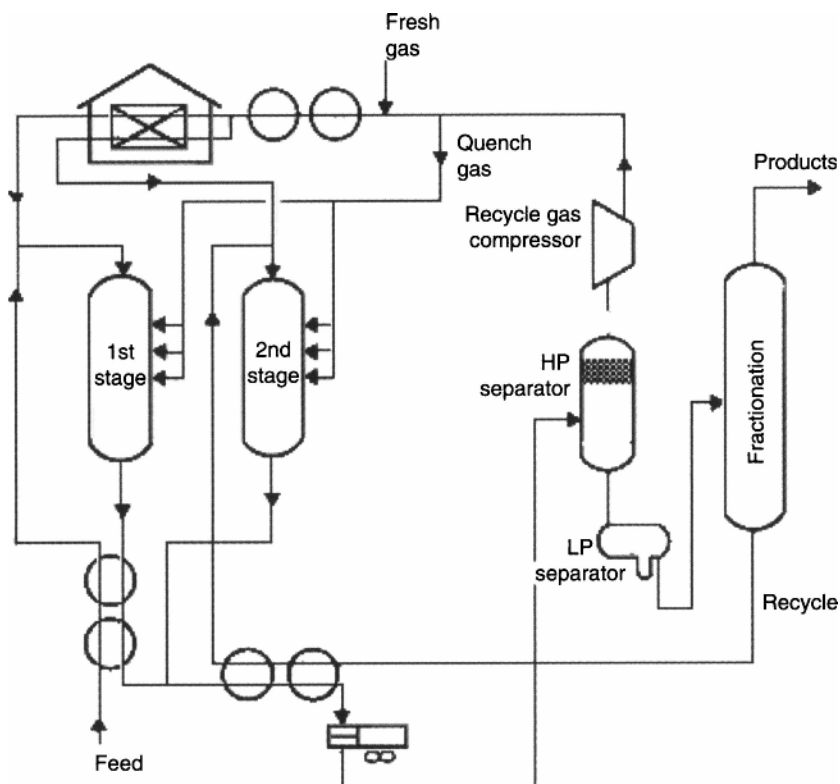 Fresh
gas
Quench
gas
Products
Recycle gas
compressor
1st
stage
2nd
stage
HP
separator
Fractionation
LP
separator
Recycle
Feed